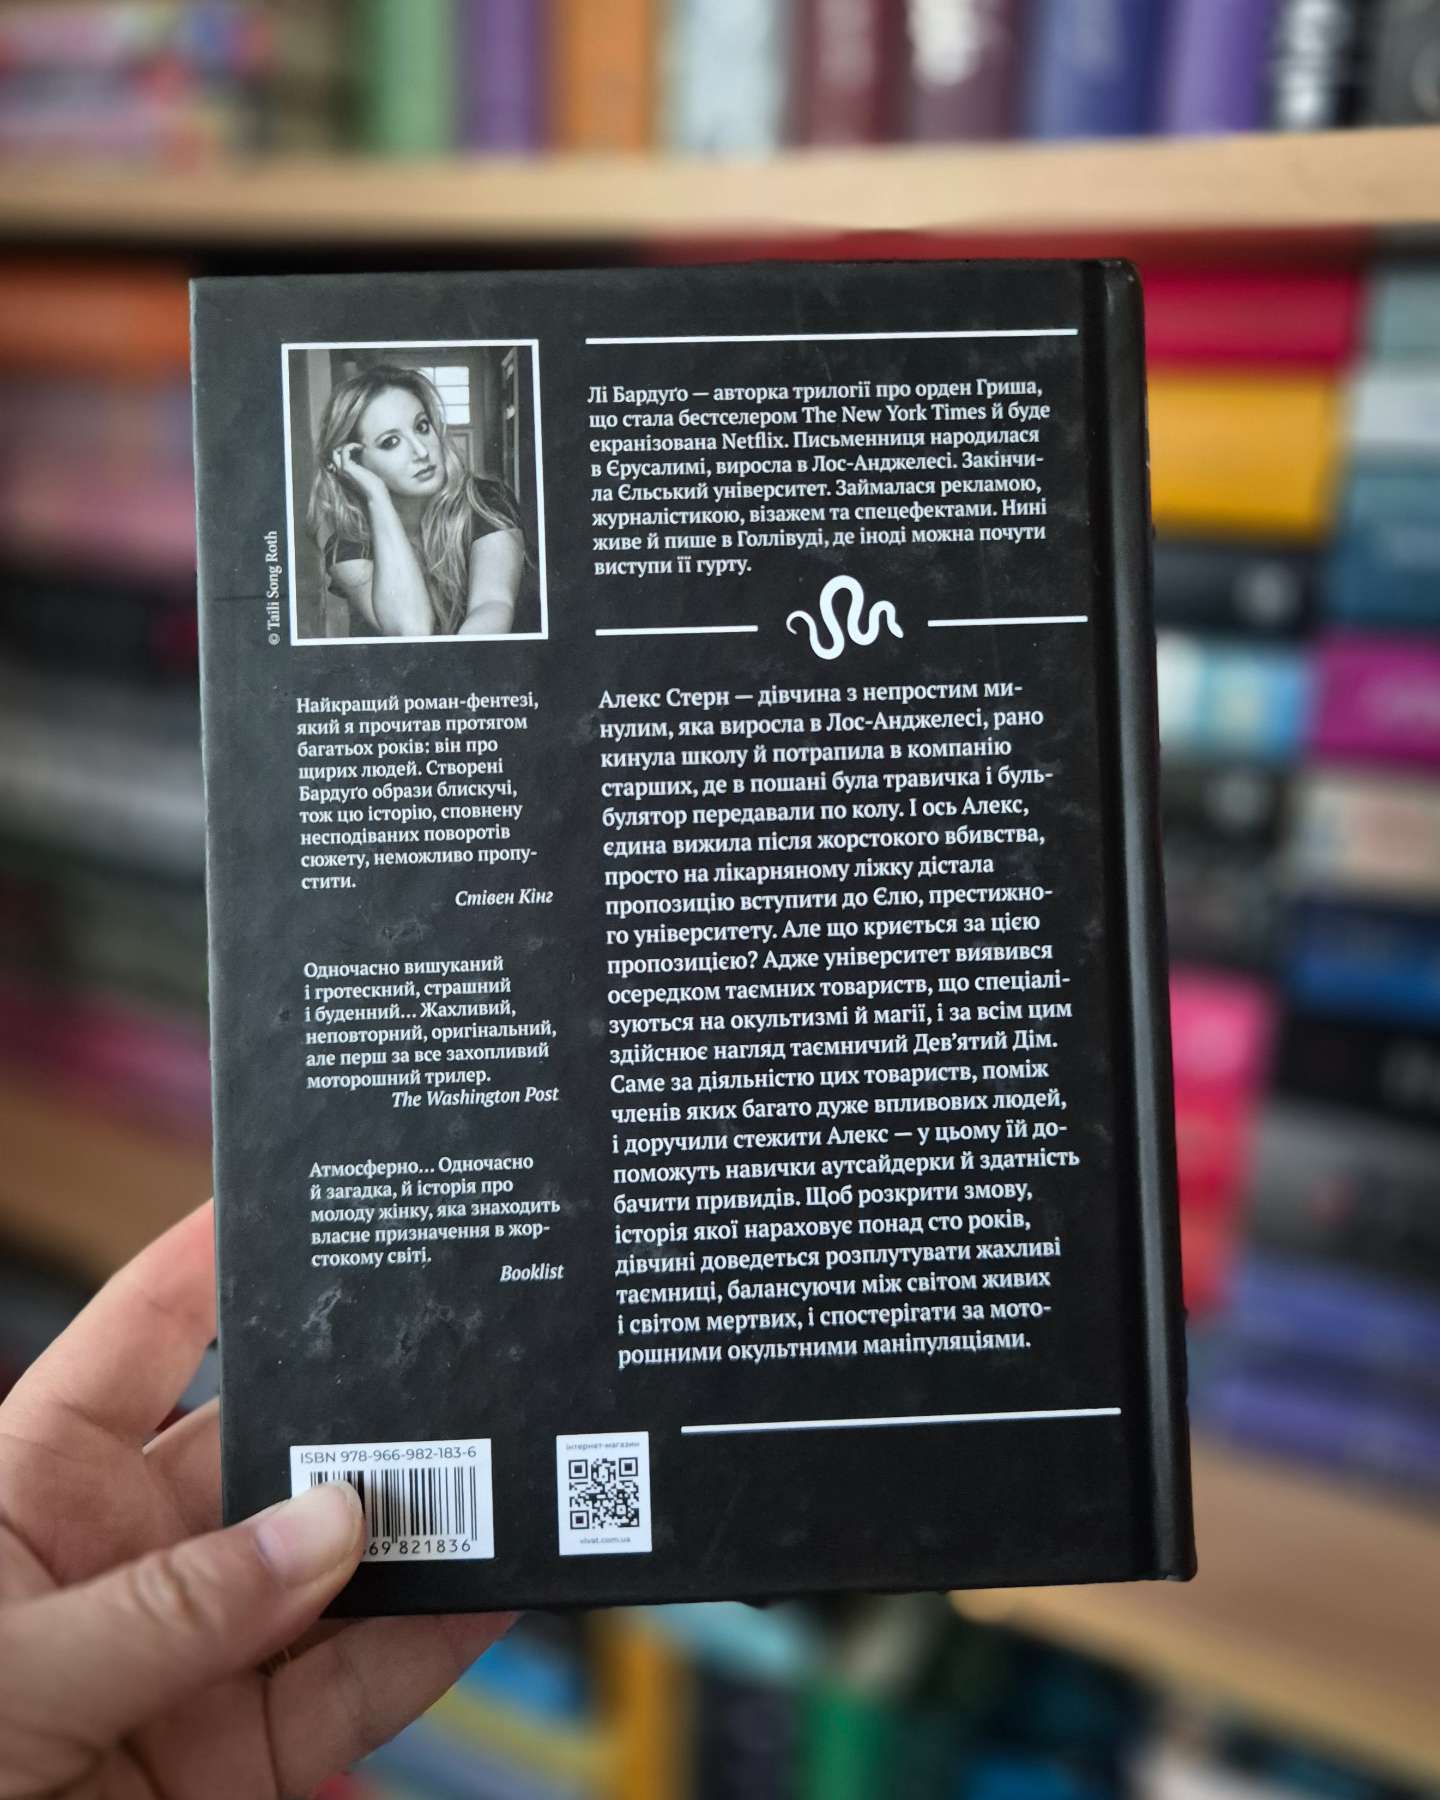 © Taili Song Roth
Лі Бардуґо — авторка трилогії про орден Гриша,
що стала бестселером The New York Times й буде
екранізована Netflix. Письменниця народилася
в Єрусалимі, виросла в Лос-Анджелесі. Закінчи-
ла Єльський університет. Займалася рекламою,
журналістикою, візажем та спецефектами. Нині
живе й пише в Голлівуді, де іноді можна почути
виступи її гурту.
Найкращий роман-фентезі,
який я прочитав протягом
багатьох років: він про
щирих людей. Створені
Бардуґо образи блискучі,
тож цю історію, сповнену
несподіваних поворотів
сюжету, неможливо пропу-
стити.
Стівен Кінг
Одночасно вишуканий
і гротескний, страшний
і буденний... Жахливий,
неповторний, оригінальний,
але перш за все захопливий
моторошний трилер.
The Washington Post
Атмосферно... Одночасно
й загадка, й історія про
молоду жінку, яка знаходить
власне призначення в жор-
стокому світі.
Booklist
Алекс Стерн — дівчина з непростим ми-
нулим, яка виросла в Лос-Анджелесі, рано
кинула школу й потрапила в компанію
старших, де в пошані була травичка і буль-
булятор передавали по колу. І ось Алекс,
єдина вижила після жорстокого вбивства,
просто на лікарняному ліжку дістала
пропозицію вступити до Єлю, престижно-
го університету. Але що криється за цією
пропозицією? Адже університет виявився
осередком таємних товариств, що спеціалі-
зуються на окультизмі й магії, і за всім цим
здійснює нагляд таємничий Дев’ятий Дім.
Саме за діяльністю цих товариств, поміж
членів яких багато дуже впливових людей,
і доручили стежити Алекс — у цьому їй до-
поможуть навички аутсайдерки й здатність
бачити привидів. Щоб розкрити змову,
історія якої нараховує понад сто років,
дівчині доведеться розплутувати жахливі
таємниці, балансуючи між світом живих
і світом мертвих, і спостерігати за мото-
рошними окультними маніпуляціями.
ISBN 978-966-982-183-6
69 821836
інтернет-магазин
vivat.com.ua